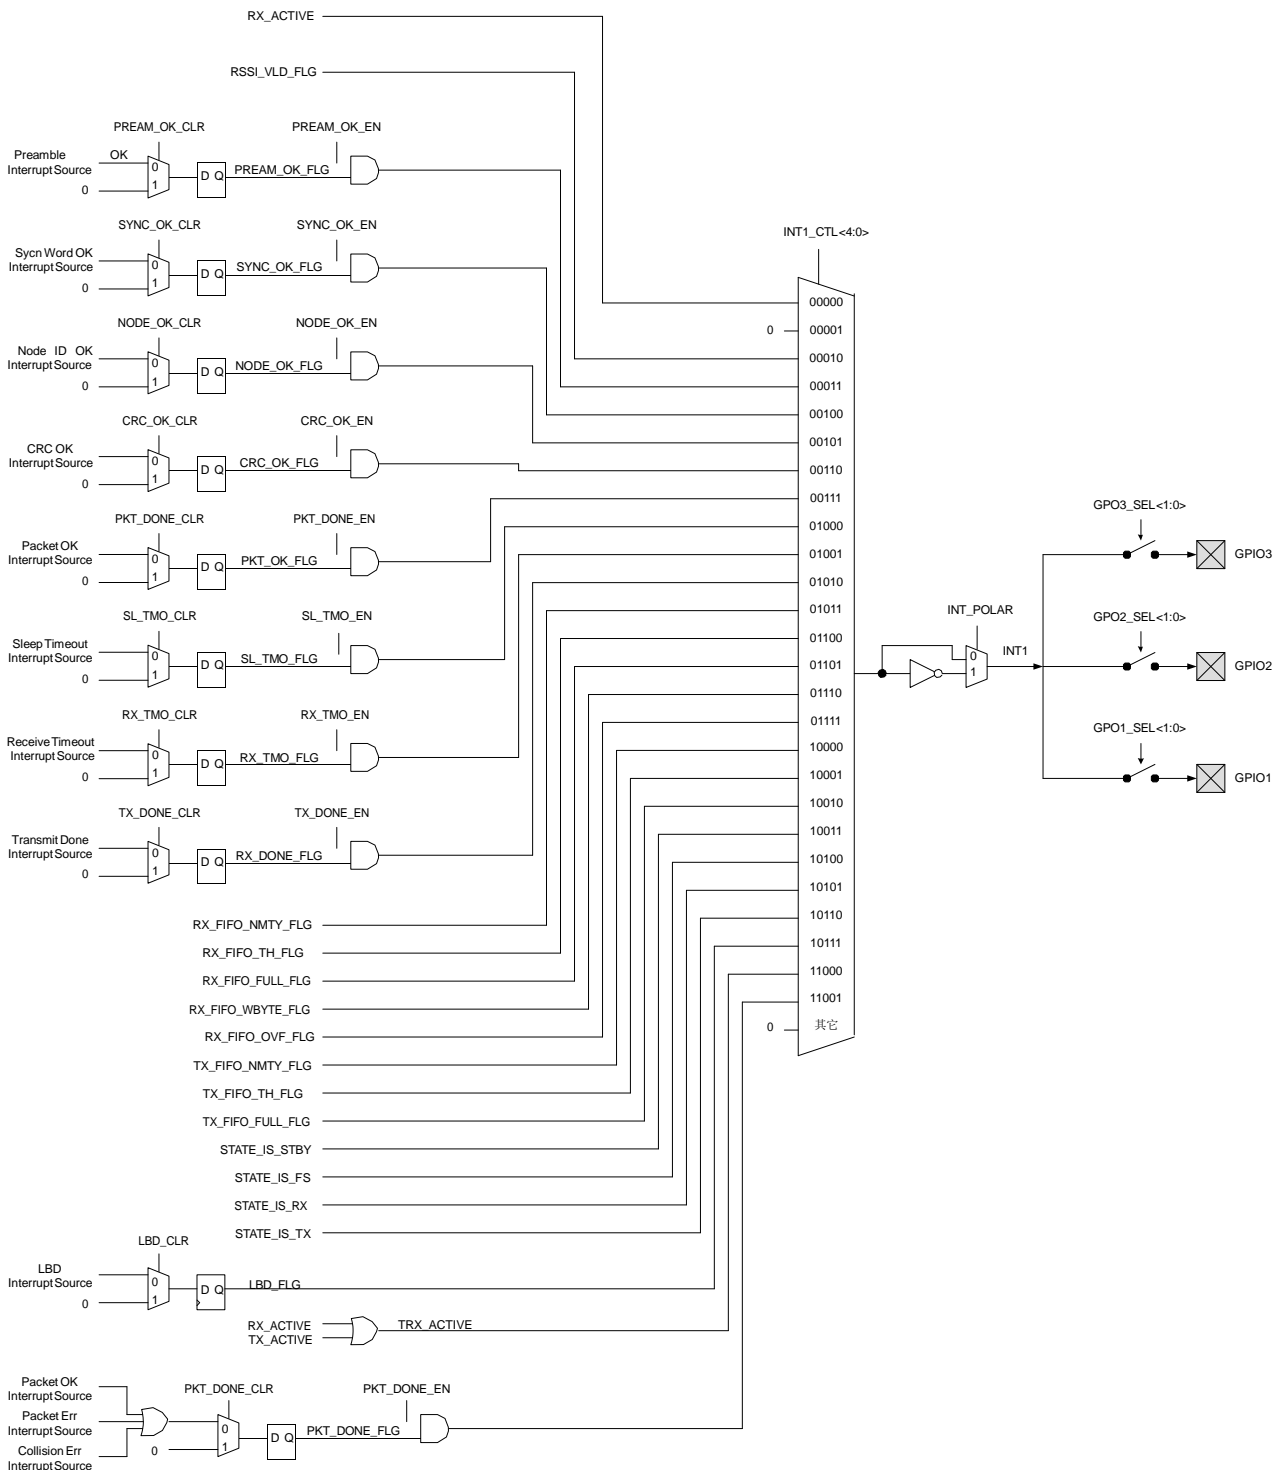 RX_ACTIVE
RSSI_VLD_FLG
PREAM_OK_CLR
PREAM_OK_EN
Preamble OK
Interrupt Source
0
0
1
D Q
PREAM_OK_FLG
SYNC_OK_CLR
SYNC_OK_EN
Sycn Word OK
Interrupt Source
0
0
1
D Q
SYNC_OK_FLG
NODE_OK_CLR
NODE_OK_EN
Node ID OK
Interrupt Source
0
0
1
D Q
NODE_OK_FLG
CRC_OK_CLR
CRC_OK_EN
CRC OK
Interrupt Source
0
0
1
D Q
CRC_OK_FLG
PKT_DONE_CLR
PKT_DONE_EN
Packet OK
Interrupt Source
0
0
1
D Q
PKT_OK_FLG
SL_TMO_CLR
SL_TMO_EN
Sleep Timeout
Interrupt Source
0
0
1
D Q
SL_TMO_FLG
RX_TMO_CLR
RX_TMO_EN
Receive Timeout
Interrupt Source
0
0
1
D Q
RX_TMO_FLG
TX_DONE_CLR
TX_DONE_EN
Transmit Done
Interrupt Source
0
0
1
D Q
RX_DONE_FLG
RX_FIFO_NMTY_FLG
RX_FIFO_TH_FLG
RX_FIFO_FULL_FLG
RX_FIFO_WBYTE_FLG
RX_FIFO_OVF_FLG
TX_FIFO_NMTY_FLG
TX_FIFO_TH_FLG
TX_FIFO_FULL_FLG
STATE_IS_STBY
STATE_IS_FS
STATE_IS_RX
STATE_IS_TX
LBD_CLR
LBD
Interrupt Source
0
0
1
D Q
LBD_FLG
RX_ACTIVE
TX_ACTIVE
TRX_ACTIVE
Packet OK
Interrupt Source
Packet Err
Interrupt Source
Collision Err
Interrupt Source
PKT_DONE_CLR
PKT_DONE_EN
0
0
1
D Q
PKT_DONE_FLG
INT1_CTL<4:0>
00000
0
00001
00010
00011
00100
00101
00110
00111
01000
01001
01010
01011
01100
01101
01110
01111
10000
10001
10010
10011
10100
10101
10110
10111
11000
11001
0
其它
INT_POLAR
0
1
INT1
GPO3_SEL<1:0>
GPIO3
GPO2_SEL<1:0>
GPIO2
GPO1_SEL<1:0>
GPIO1